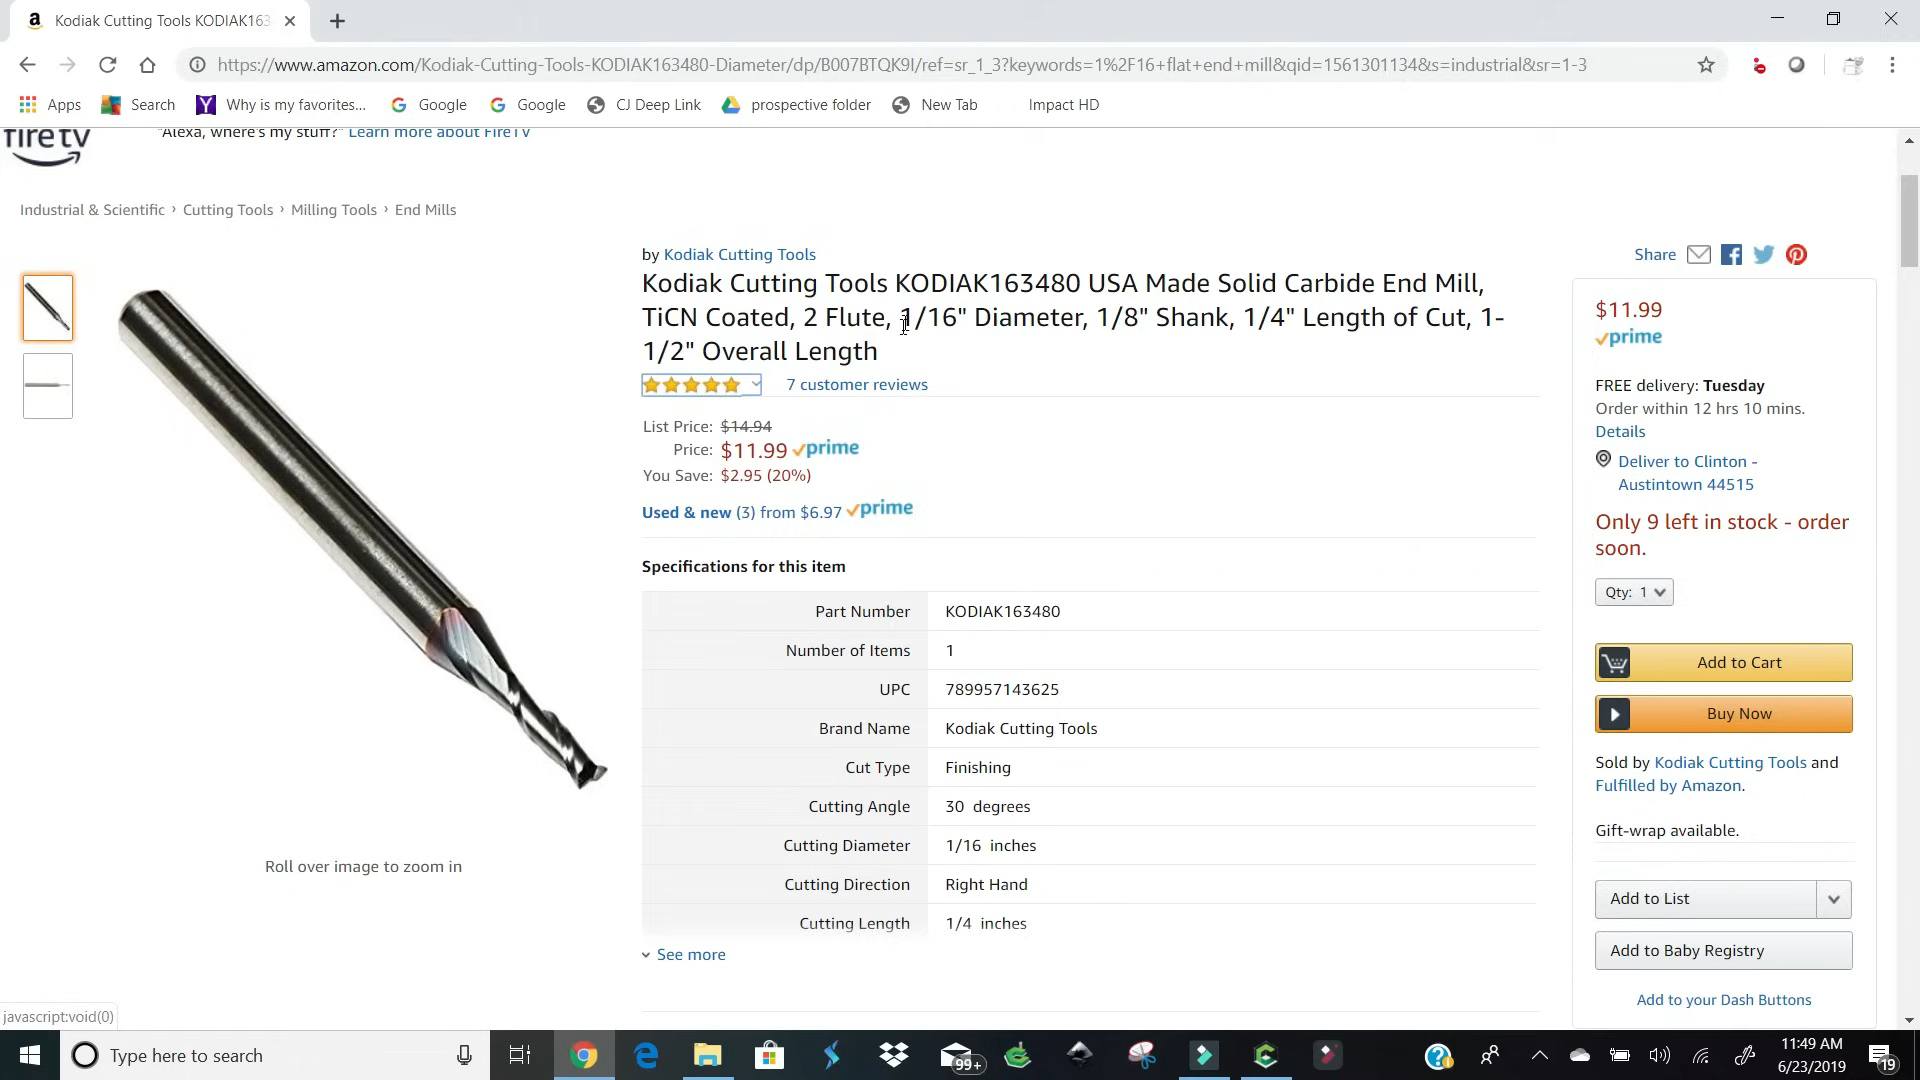 Kodiak Cutting Tools KODIAK163
https://www.amazon.com/Kodiak-Cutting-Tools-KODIAK163480-Diameter/dp/B007BTQK9I/ref=sr_1_3?keywords=1%2F16+flat+end+mill&qid=1561301134&s=industrial&sr=1-3
Apps Search Why is my favorites... Google Google CJ Deep Link prospective folder New Tab Impact HD
fire tv "Alexa, where's my stuff?" Learn more about FireTV
Industrial & Scientific › Cutting Tools › Milling Tools › End Mills
by Kodiak Cutting Tools
Kodiak Cutting Tools KODIAK163480 USA Made Solid Carbide End Mill,
TiCN Coated, 2 Flute, 1/16" Diameter, 1/8" Shank, 1/4" Length of Cut, 1-
1/2" Overall Length
7 customer reviews
List Price: $14.94
Price: $11.99 prime
You Save: $2.95 (20%)
Used & new (3) from $6.97 prime
Specifications for this item
Part Number KODIAK163480
Number of Items 1
UPC 789957143625
Brand Name Kodiak Cutting Tools
Cut Type Finishing
Cutting Angle 30 degrees
Cutting Diameter 1/16 inches
Cutting Direction Right Hand
Cutting Length 1/4 inches
See more
Roll over image to zoom in
Share
$11.99
prime
FREE delivery: Tuesday
Order within 12 hrs 10 mins.
Details
Deliver to Clinton -
Austintown 44515
Only 9 left in stock - order
soon.
Qty: 1
Add to Cart
Buy Now
Sold by Kodiak Cutting Tools and
Fulfilled by Amazon.
Gift-wrap available.
Add to List
Add to Baby Registry
Add to your Dash Buttons
javascript:void(0)
Type here to search
99+
11:49 AM
6/23/2019
19